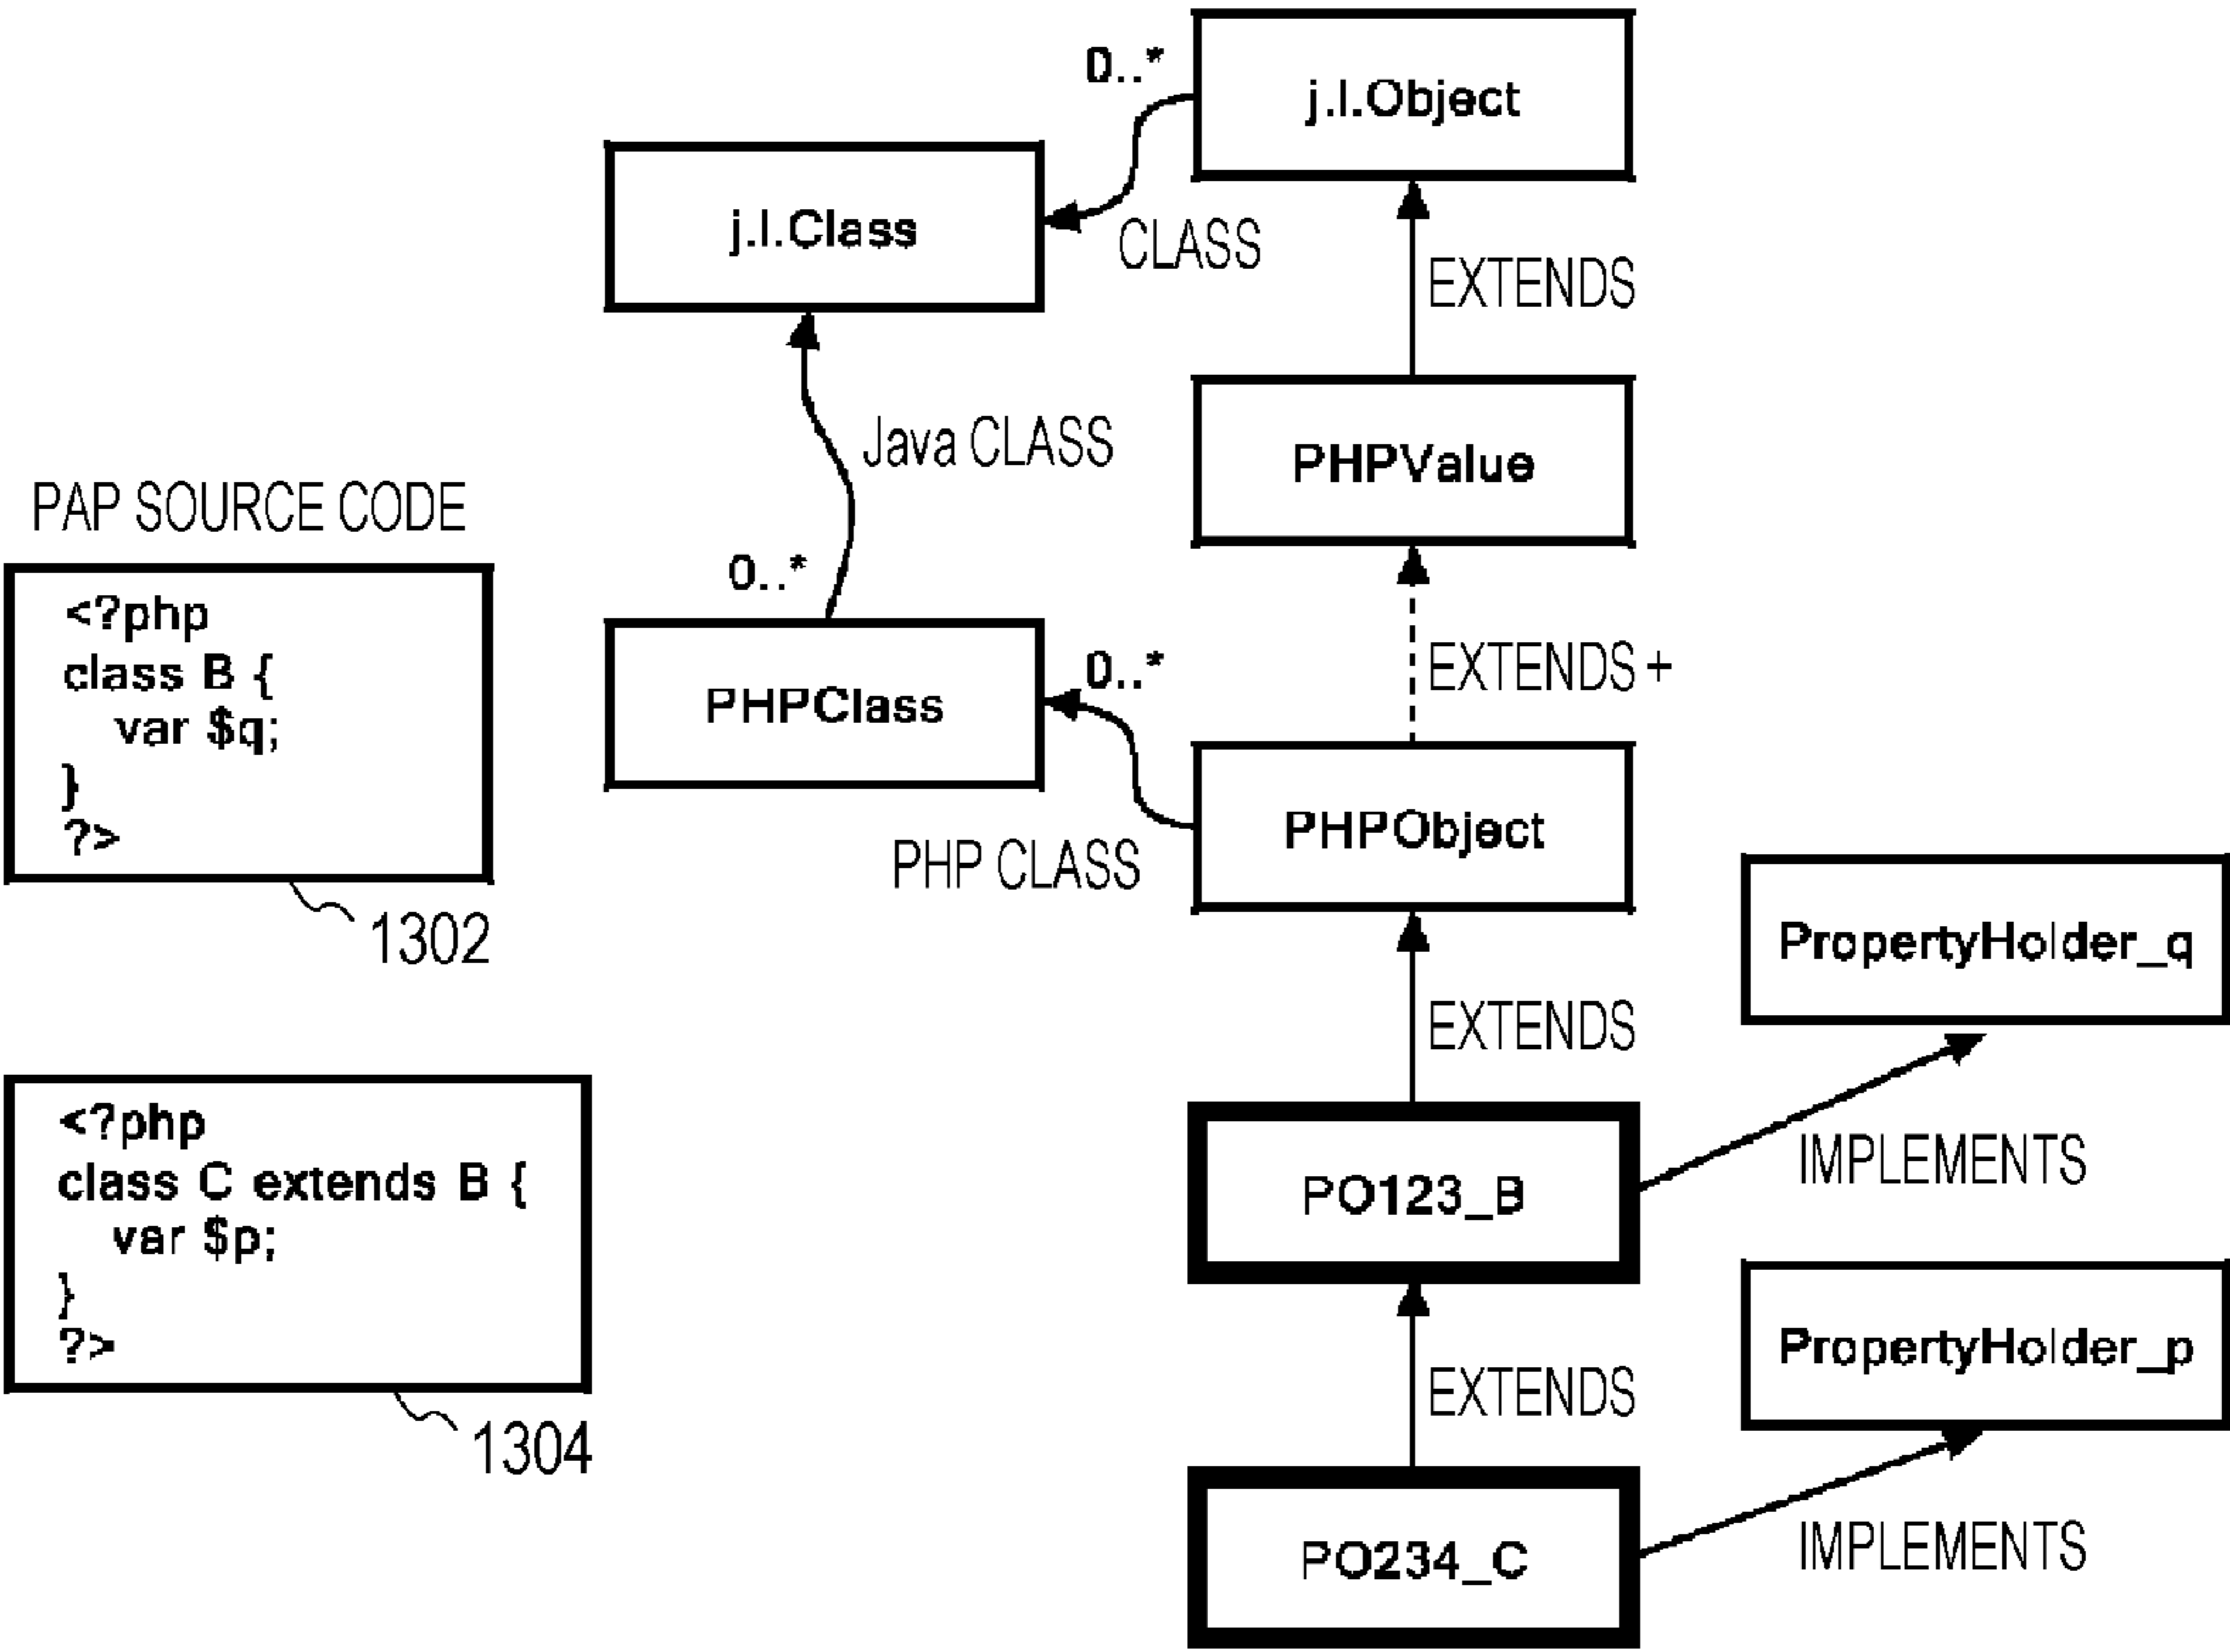 0..*
j.l.Object
j.l.Class
CLASS
EXTENDS
Java CLASS
PHPValue
PAP SOURCE CODE
0..*
<?php
class B {
var $q;
}
?>
1302
PHPClass
0..*
EXTENDS +
PHPObject
PHP CLASS
PropertyHolder_q
EXTENDS
<?php
class C extends B {
var $p;
}
?>
1304
PO123_B
IMPLEMENTS
PropertyHolder_p
EXTENDS
PO234_C
IMPLEMENTS